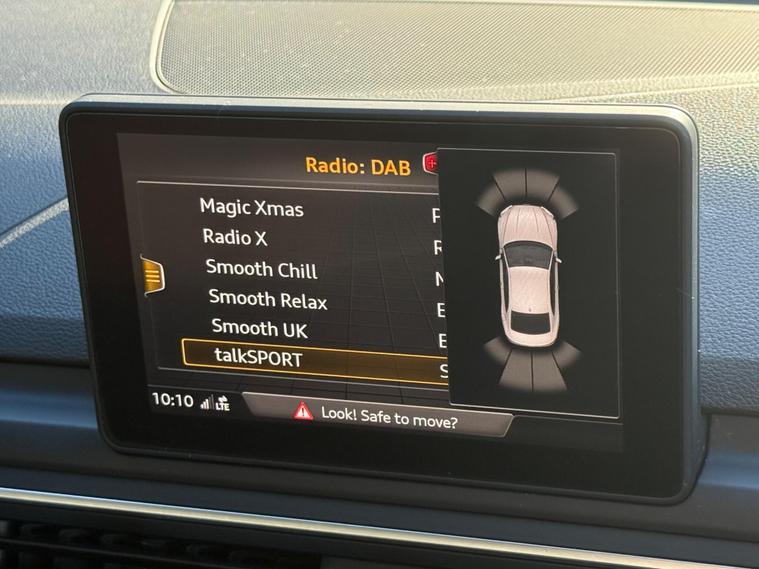 Radio: DAB
Magic Xmas
Radio X
Smooth Chill
Smooth Relax
Smooth UK
talkSPORT
10:10 LTE
Look! Safe to move?